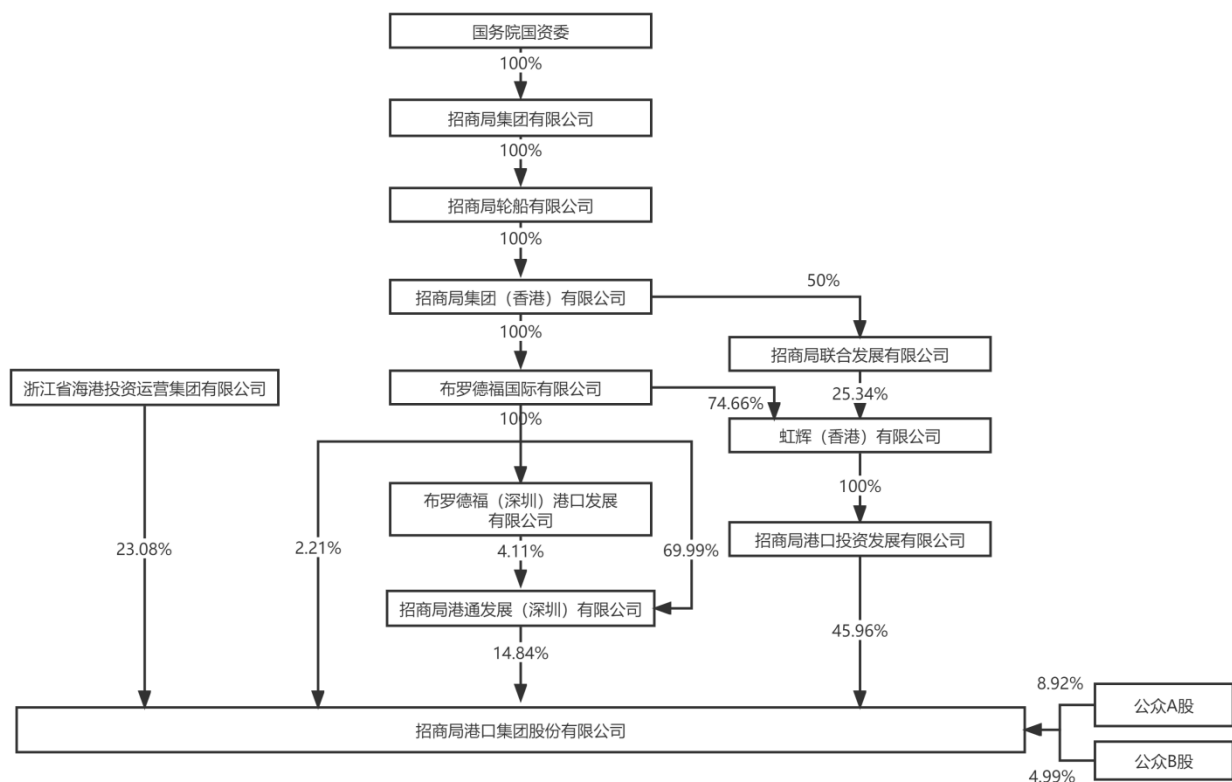 国务院国资委
100%
招商局集团有限公司
100%
招商局轮船有限公司
100%
招商局集团（香港）有限公司
50%
100%
招商局联合发展有限公司
浙江省海港投资运营集团有限公司
布罗德福国际有限公司
74.66%
25.34%
100%
虹辉（香港）有限公司
布罗德福（深圳）港口发展
有限公司
100%
招商局港口投资发展有限公司
23.08%
2.21%
4.11%
69.99%
招商局港通发展（深圳）有限公司
45.96%
14.84%
8.92%
公众A股
招商局港口集团股份有限公司
公众B股
4.99%